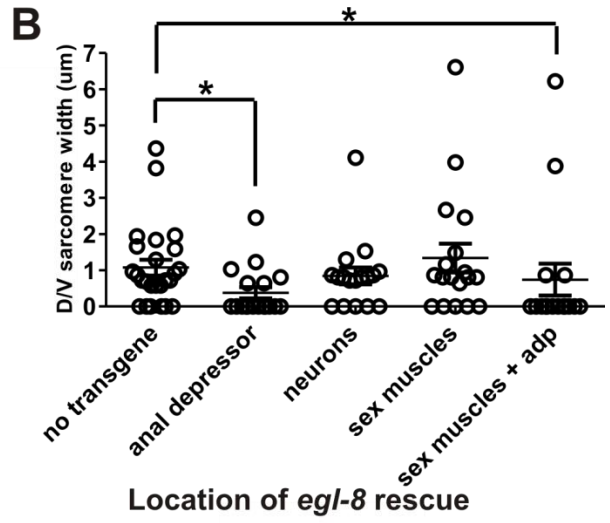 B
*
*
D/V sarcomere width (um)
7
6
5
4
3
2
1
0
no transgene
anal depressor
neurons
sex muscles
sex muscles + adp
Location of egl-8 rescue